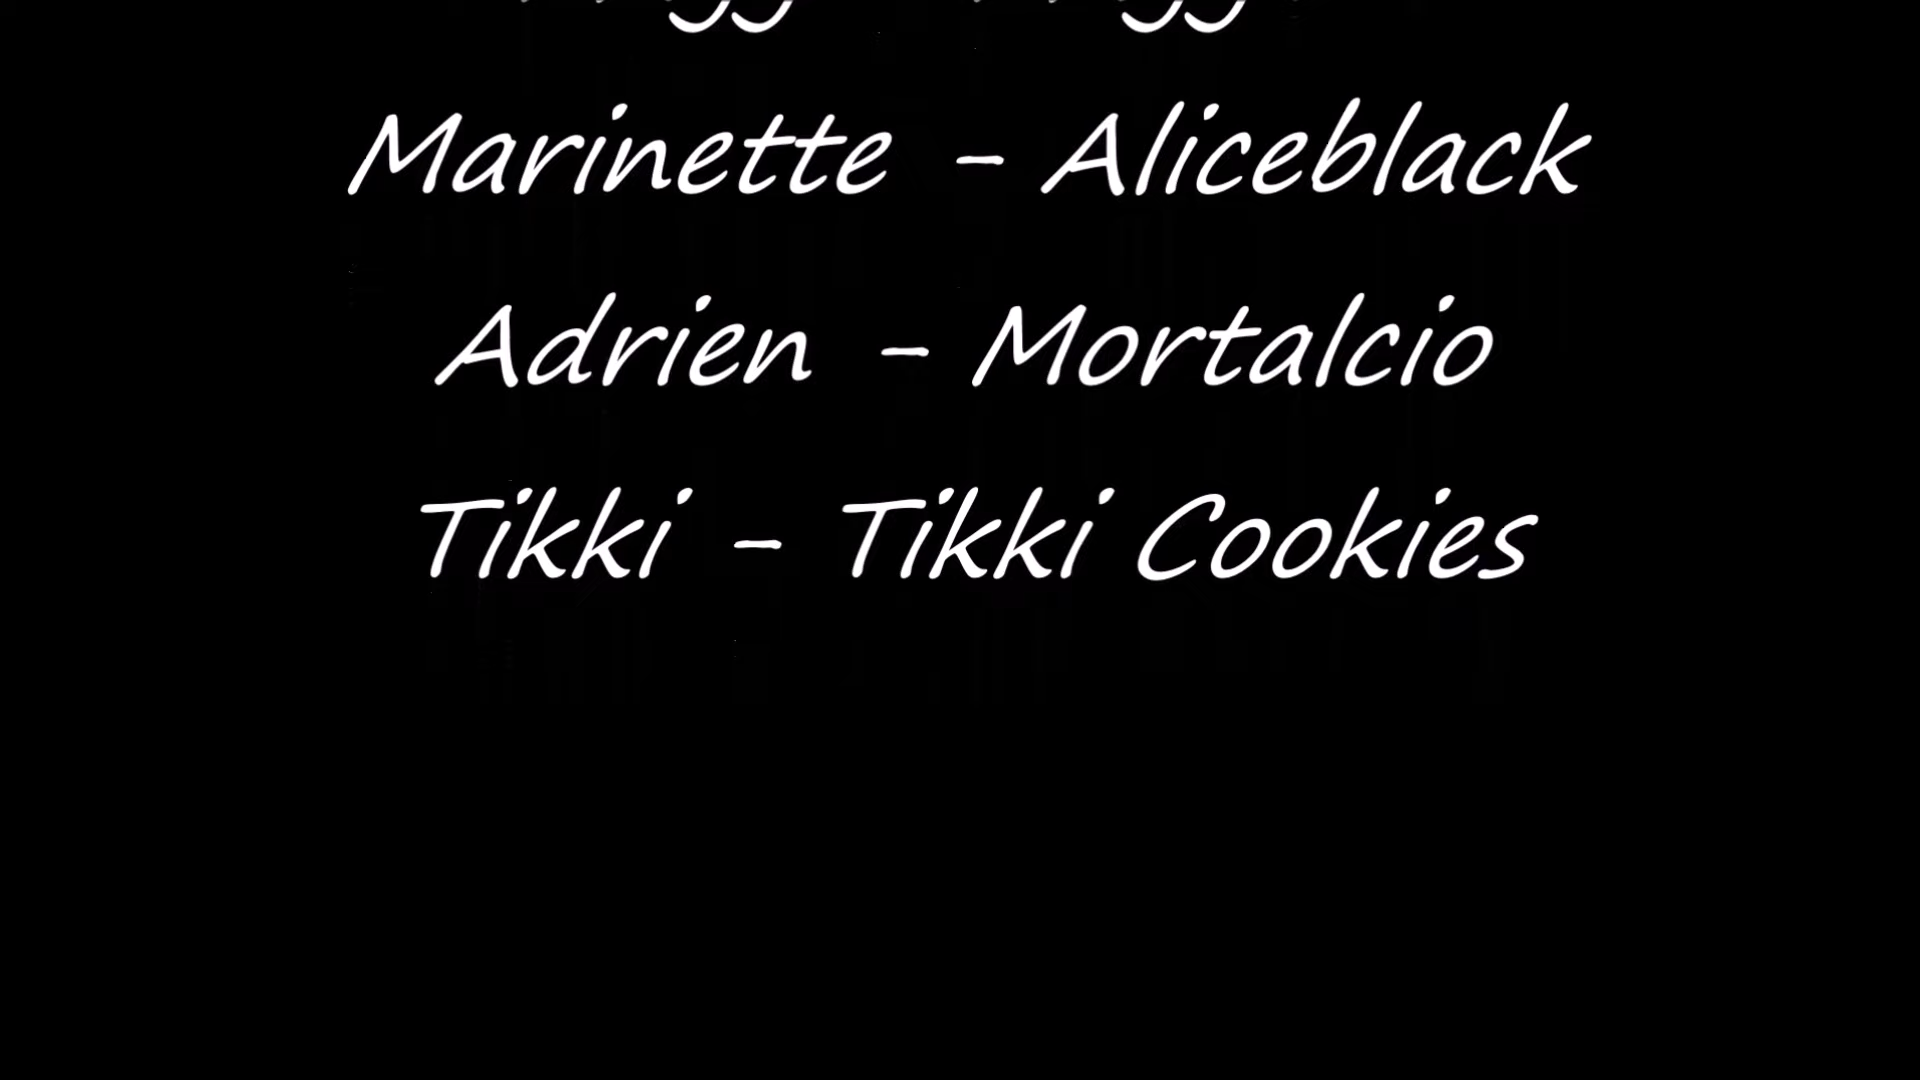 Marinette - Aliceblack
Adrien - Mortalcio
Tikki - Tikki Cookies